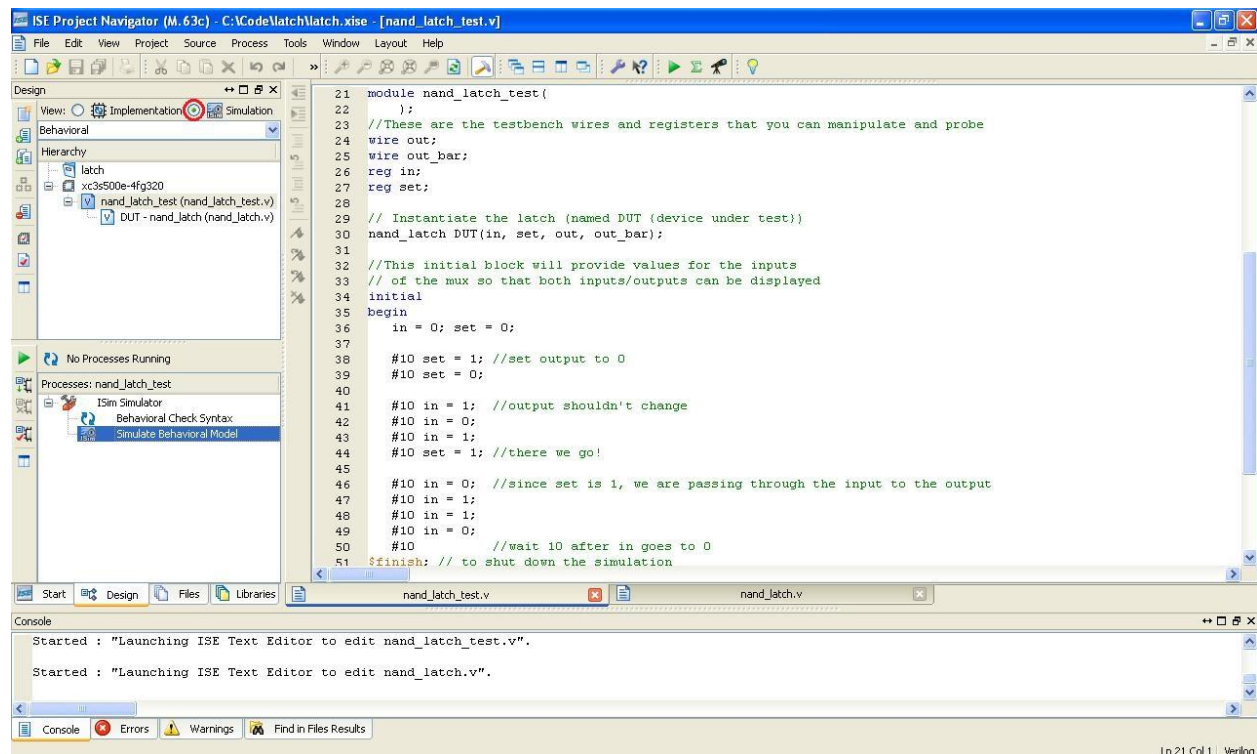 ISE Project Navigator (M.63c) - C:\Code\latch\latch.xise - [nand_latch_test.v]
File Edit View Project Source Process Tools Window Layout Help
Design
View: Implementation Simulation
Behavioral
Hierarchy
latch
xc3s500e-4fg320
nand_latch_test (nand_latch_test.v)
DUT - nand_latch (nand_latch.v)
No Processes Running
Processes: nand_latch_test
ISim Simulator
Behavioral Check Syntax
Simulate Behavioral Model
Start Design Files Libraries
21 module nand_latch_test(
22 );
23 //These are the testbench wires and registers that you can manipulate and probe
24 wire out;
25 wire out_bar;
26 reg in;
27 reg set;
28
29 // Instantiate the latch (named DUT {device under test})
30 nand_latch DUT(in, set, out, out_bar);
31
32 //This initial block will provide values for the inputs
33 // of the mux so that both inputs/outputs can be displayed
34 initial
35 begin
36 in = 0; set = 0;
37
38 #10 set = 1; //set output to 0
39 #10 set = 0;
40
41 #10 in = 1; //output shouldn't change
42 #10 in = 0;
43 #10 in = 1;
44 #10 set = 1; //there we go!
45
46 #10 in = 0; //since set is 1, we are passing through the input to the output
47 #10 in = 1;
48 #10 in = 1;
49 #10 in = 0;
50 #10 //wait 10 after in goes to 0
51 $finish; // to shut down the simulation
nand_latch_test.v nand_latch.v
Console
Started : "Launching ISE Text Editor to edit nand_latch_test.v".
Started : "Launching ISE Text Editor to edit nand_latch.v".
Console Errors Warnings Find in Files Results
Ln 21 Col 1 Verilog